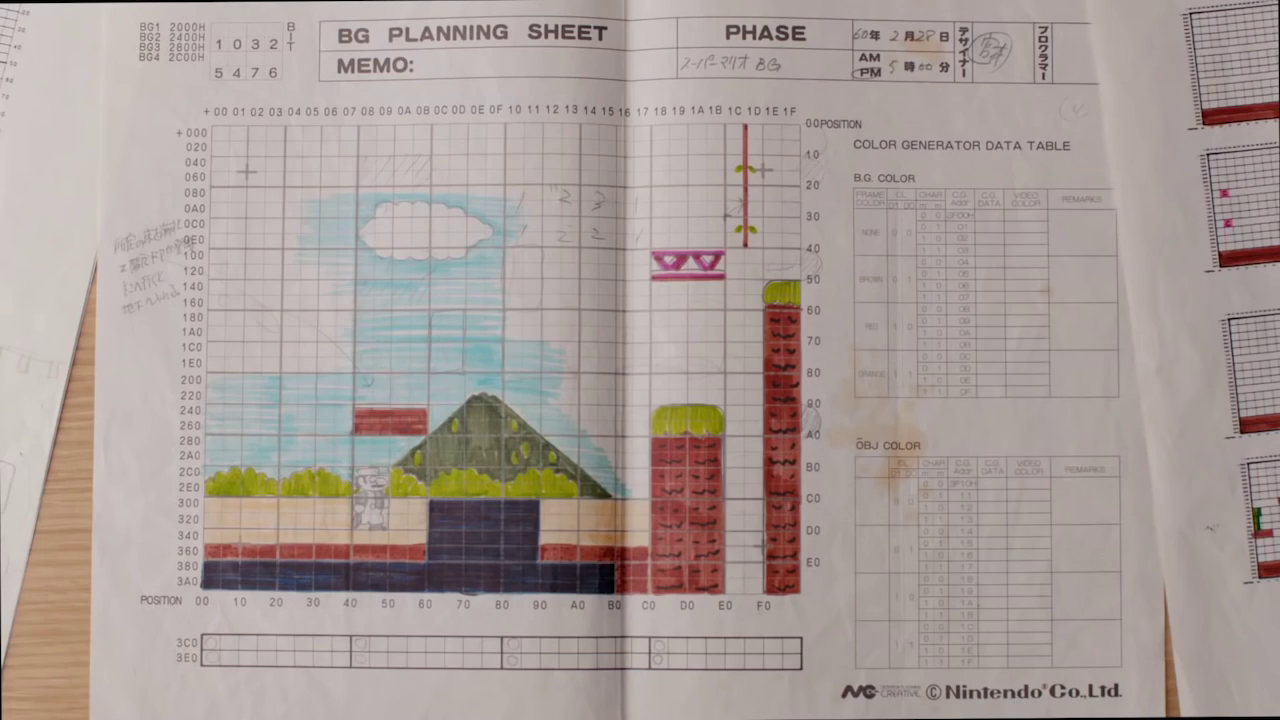 BG1 2000H
BG2 2400H
BG3 2800H
BG4 2C00H
BIT
1 0 3 2
5 4 7 6
BG PLANNING SHEET
MEMO:
PHASE
スーパーマリオ BG
60年 2月28日
AM
PM 5時00分
デザイナー
プログラマー
+00 01 02 03 04 05 06 07 08 09 0A 0B 0C 0D 0E 0F 10 11 12 13 14 15 16 17 18 19 1A 1B 1C 1D 1E 1F
+000
020
040
060
080
0A0
0C0
0E0
100
120
140
160
180
1A0
1C0
1E0
200
220
240
260
280
2A0
2C0
2E0
300
320
340
360
380
3A0
00 POSITION
10
20
30
40
50
60
70
80
90
A0
B0
C0
D0
E0
POSITION 00 10 20 30 40 50 60 70 80 90 A0 B0 C0 D0 E0 F0
3C0
3E0
COLOR GENERATOR DATA TABLE
B.G. COLOR
FRAME COLOR CL CHAR C.G. Addr C.G. DATA VIDEO COLOR REMARKS
D1 D0
NONE 0 0
BROWN 0 1
RED 1 0
ORANGE 1 1
0 0 3F00H
0 1 01
1 0 02
1 1 03
0 0 04
0 1 05
1 0 06
1 1 07
0 0 08
0 1 09
1 0 0A
1 1 0B
0 0 0C
0 1 0D
1 0 0E
1 1 0F
OBJ COLOR
CL CHAR C.G. Addr C.G. DATA VIDEO COLOR REMARKS
D1 D0
0 0 3F10H
0 1 11
1 0 12
1 1 13
0 0 14
0 1 15
1 0 16
1 1 17
0 0 18
0 1 19
1 0 1A
1 1 1B
0 0 1C
0 1 1D
1 0 1E
1 1 1F
CREATIVE © Nintendo® Co.,Ltd.